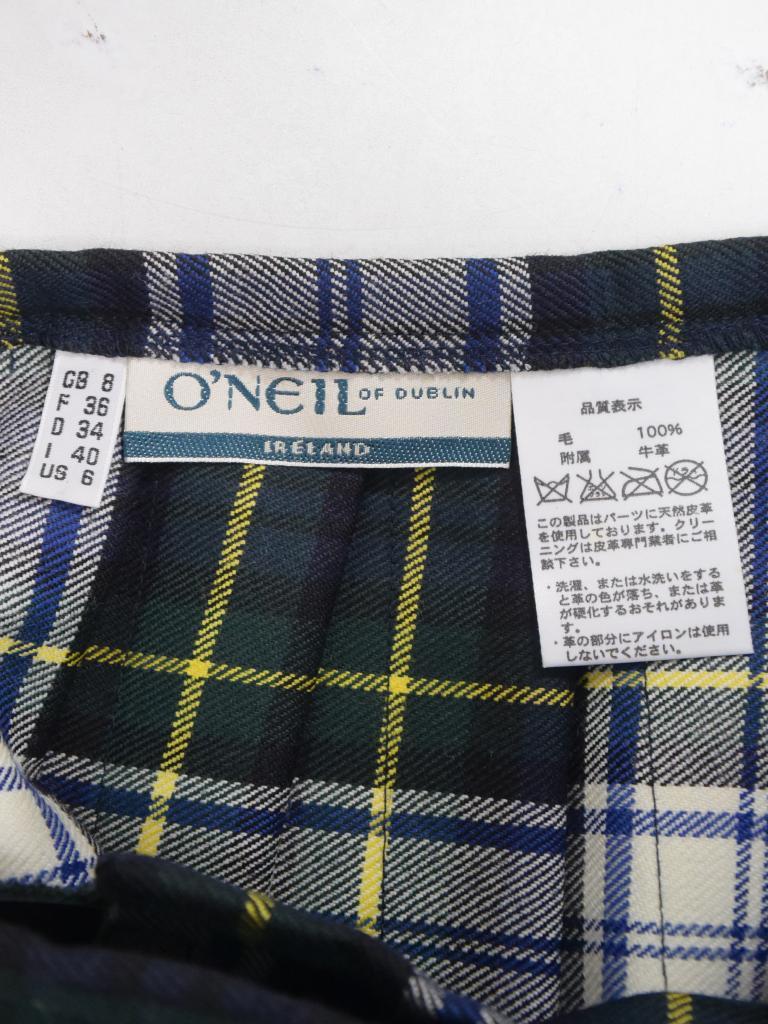 GB 8
F 36
D 34
I 40
US 6
O'NEIL OF DUBLIN
IRELAND
品質表示
毛 100%
附属 牛革
この製品はパーツに天然皮革
を使用しております。クリー
ニングは皮革専門業者にご相
談下さい。
・洗濯、または水洗いをする
と革の色が落ち、または革
が硬化するおそれがありま
す。
・革の部分にアイロンは使用
しないでください。